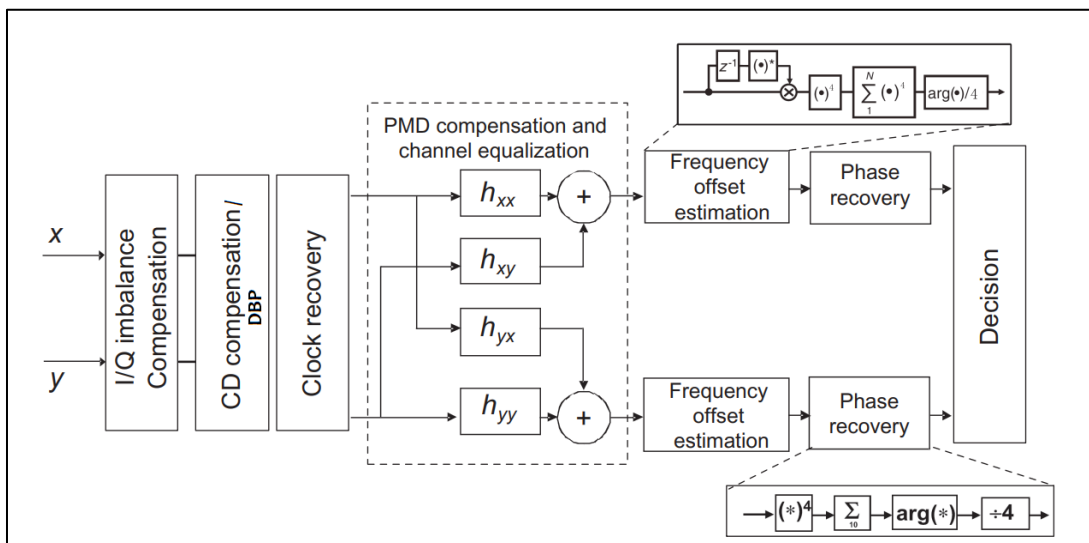 z⁻¹
(•)*
(•)⁴
N
∑
1
(•)⁴
arg(•)/4
PMD compensation and
channel equalization
x
y
I/Q imbalance
Compensation
CD compensation /
DBP
Clock recovery
hxx
hxy
hyx
hyy
+
+
Frequency
offset
estimation
Phase
recovery
Frequency
offset
estimation
Phase
recovery
Decision
(*)⁴
Σ
10
arg(*)
÷4